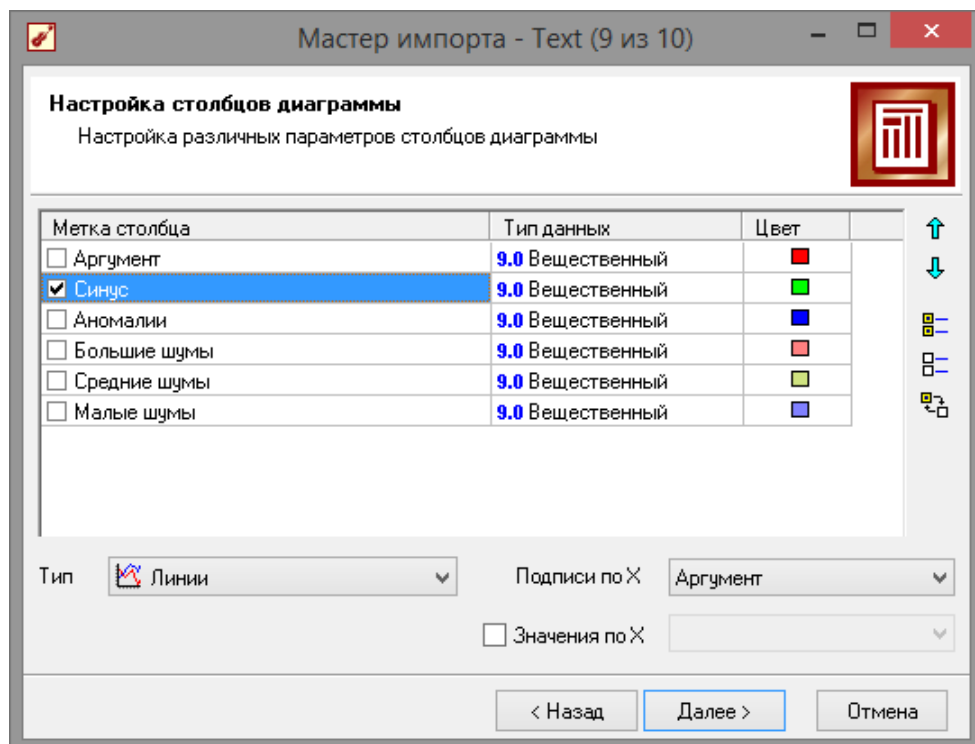 Мастер импорта - Text (9 из 10)
Настройка столбцов диаграммы
Настройка различных параметров столбцов диаграммы
Метка столбца Тип данных Цвет
Аргумент 9.0 Вещественный
Синус 9.0 Вещественный
Аномалии 9.0 Вещественный
Большие шумы 9.0 Вещественный
Средние шумы 9.0 Вещественный
Малые шумы 9.0 Вещественный
Тип Линии Подписи по X Аргумент
Значения по X
< Назад Далее > Отмена